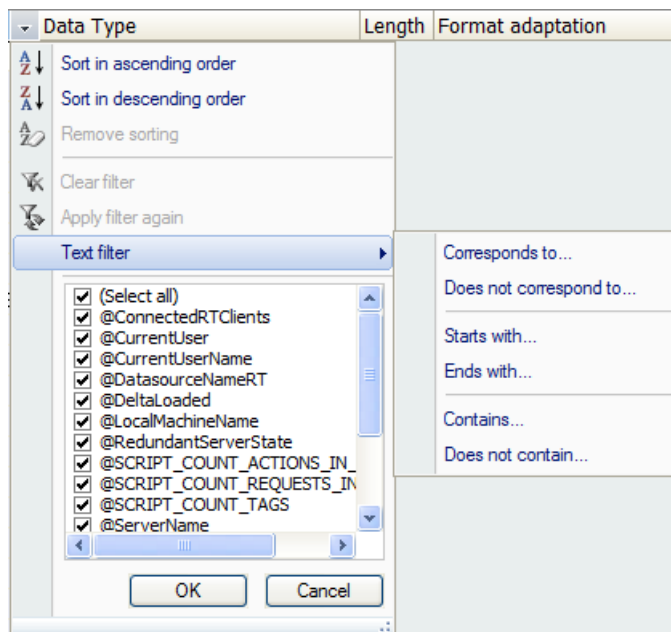 Data Type Length Format adaptation
Sort in ascending order
Sort in descending order
Remove sorting
Clear filter
Apply filter again
Text filter
Corresponds to...
Does not correspond to...
Starts with...
Ends with...
Contains...
Does not contain...
(Select all)
@ConnectedRTClients
@CurrentUser
@CurrentUserName
@DatasourceNameRT
@DeltaLoaded
@LocalMachineName
@RedundantServerState
@SCRIPT_COUNT_ACTIONS_IN_
@SCRIPT_COUNT_REQUESTS_IN
@SCRIPT_COUNT_TAGS
@ServerName
OK Cancel